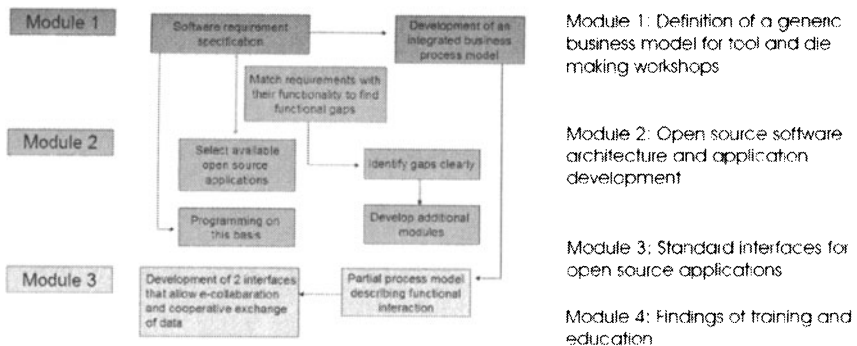 Module 1
Software requirement
specification
Development of an
integrated business
process model
Match requirements with
their functionality to find
functional gaps
Module 2
Select available
open source
applications
Identify gaps clearly
Programming on
this basis
Develop additional
modules
Module 3
Development of 2 interfaces
that allow e-collabaration
and cooperative exchange
of data
Partial process model
describing functional
interaction
Module 1: Definition of a generic
business model for tool and die
making workshops
Module 2: Open source software
architecture and application
development
Module 3: Standard interfaces for
open source applications
Module 4: Findings of training and
education